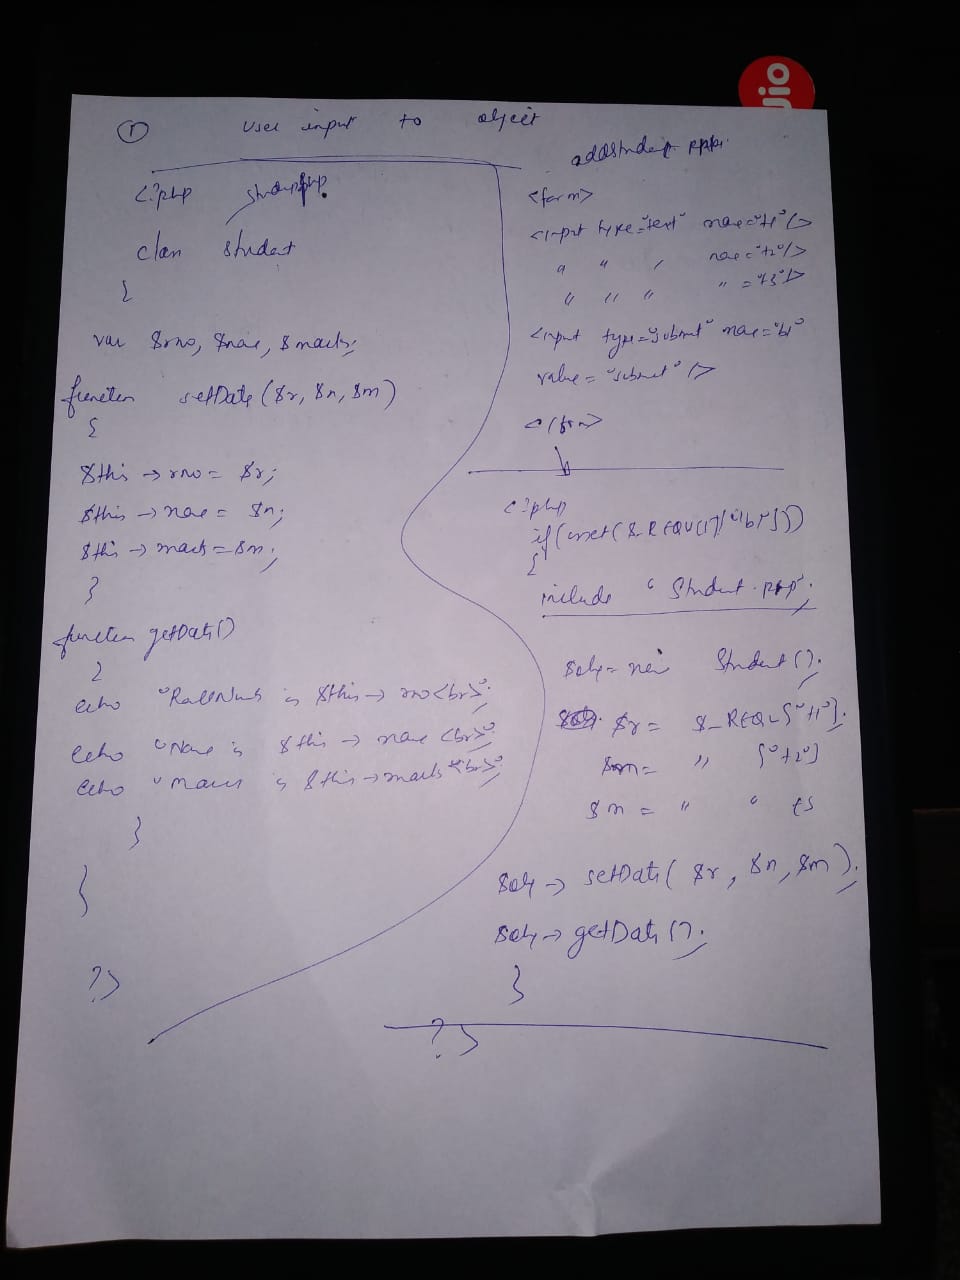 1 User input to object
<?php student.php
class student
{
var $rno, $name, $marks;
function setData($r, $n, $m)
{
$this -> rno = $r;
$this -> name = $n;
$this -> marks = $m;
}
function getData()
{
echo "RollNumb is $this -> rno <br>";
echo "Name is $this -> name <br>";
echo "Marks is $this -> marks <br>";
}
}
?>
addStudent.php
<form>
<input type="text" name="t1" />
" " " name="t2" />
" " " " ="t3" />
<input type="submit" name="b1"
value="submit" />
</form>
<?php
if(isset($_REQUEST["b1"]))
{
include "Student.php";
$obj = new Student();
$r = $_REQU["t1"];
" ["t2"]
$m = " " t3
$obj -> setData($r, $n, $m);
$obj -> getData();
}
?>
Jio